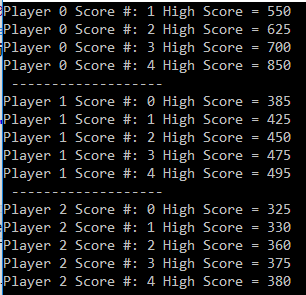 Player 0 Score #: 1 High Score = 550
Player 0 Score #: 2 High Score = 625
Player 0 Score #: 3 High Score = 700
Player 0 Score #: 4 High Score = 850
--------------------
Player 1 Score #: 0 High Score = 385
Player 1 Score #: 1 High Score = 425
Player 1 Score #: 2 High Score = 450
Player 1 Score #: 3 High Score = 475
Player 1 Score #: 4 High Score = 495
--------------------
Player 2 Score #: 0 High Score = 325
Player 2 Score #: 1 High Score = 330
Player 2 Score #: 2 High Score = 360
Player 2 Score #: 3 High Score = 375
Player 2 Score #: 4 High Score = 380